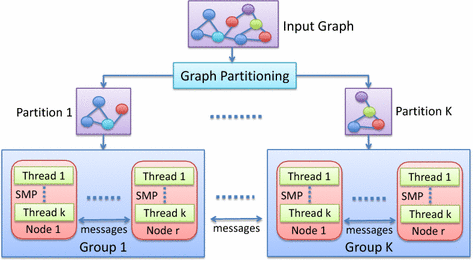 Input Graph
Graph Partitioning
Partition 1
Partition K
Thread 1
SMP
Thread k
Node 1
messages
Thread 1
SMP
Thread k
Node r
Group 1
messages
Thread 1
SMP
Thread k
Node 1
messages
Thread 1
SMP
Thread k
Node r
Group K